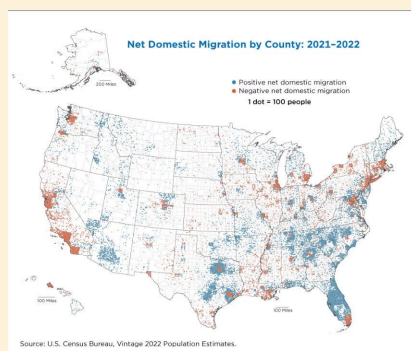 Net Domestic Migration by County: 2021–2022
Positive net domestic migration
Negative net domestic migration
1 dot = 100 people
200 Miles
100 Miles
100 Miles
Source: U.S. Census Bureau, Vintage 2022 Population Estimates.